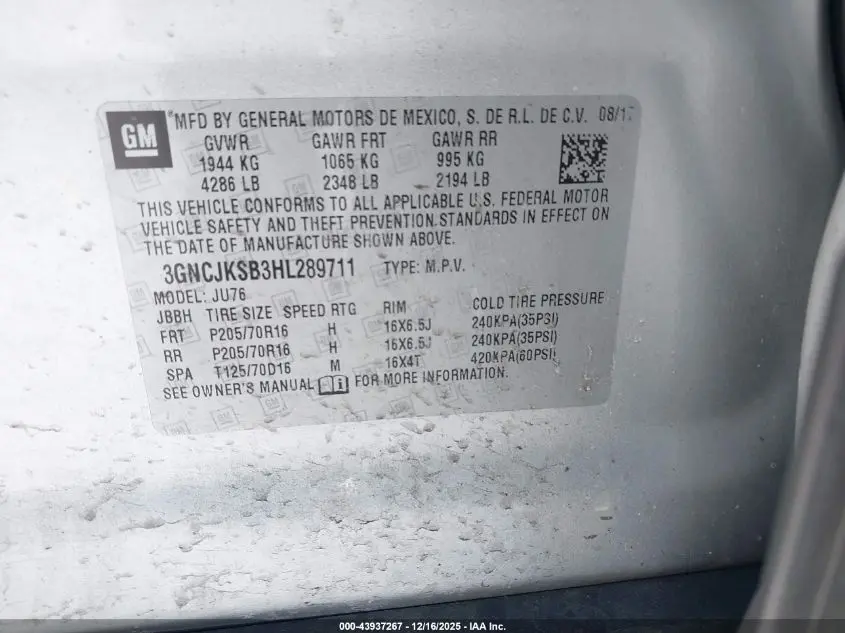 GM
*MFD BY GENERAL MOTORS DE MEXICO, S. DE R.L. DE C.V. 08/17
GVWR GAWR FRT GAWR RR
1944 KG 1065 KG 995 KG
4286 LB 2348 LB 2194 LB
THIS VEHICLE CONFORMS TO ALL APPLICABLE U.S. FEDERAL MOTOR
VEHICLE SAFETY AND THEFT PREVENTION STANDARDS IN EFFECT ON
THE DATE OF MANUFACTURE SHOWN ABOVE.
3GNCJKSB3HL289711 TYPE: M.P.V.
MODEL: JU76
JBBH TIRE SIZE SPEED RTG RIM COLD TIRE PRESSURE
FRT P205/70R16 H 16X6.5J 240KPA(35PSI)
RR P205/70R16 H 16X6.5J 240KPA(35PSI)
SPA T125/70D16 M 16X4T 420KPA(60PSI)
SEE OWNER'S MANUAL FOR MORE INFORMATION.
000-43937267 - 12/16/2025 - IAA Inc.